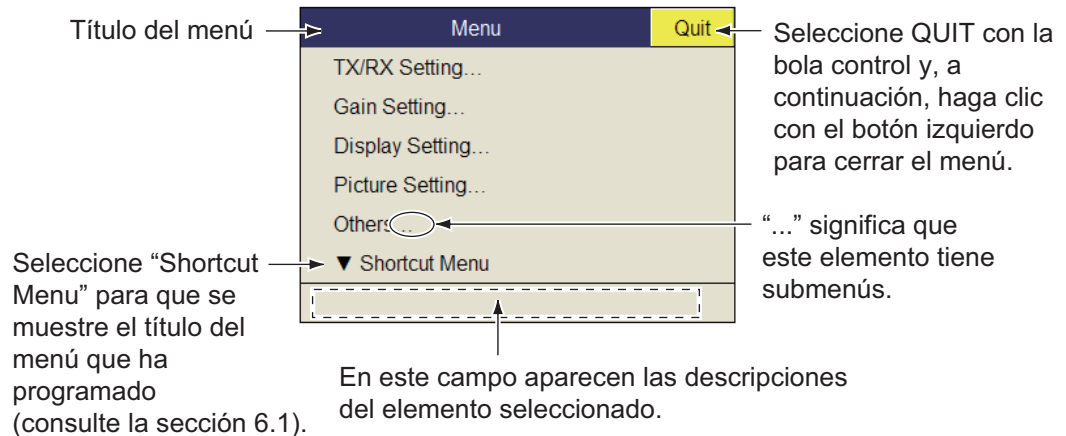 Título del menú
Menu
Quit
TX/RX Setting...
Gain Setting...
Display Setting...
Picture Setting...
Others...
▼ Shortcut Menu
Seleccione QUIT con la
bola control y, a
continuación, haga clic
con el botón izquierdo
para cerrar el menú.
“...” significa que
este elemento tiene
submenús.
Seleccione “Shortcut
Menu” para que se
muestre el título del
menú que ha
programado
(consulte la sección 6.1).
En este campo aparecen las descripciones
del elemento seleccionado.